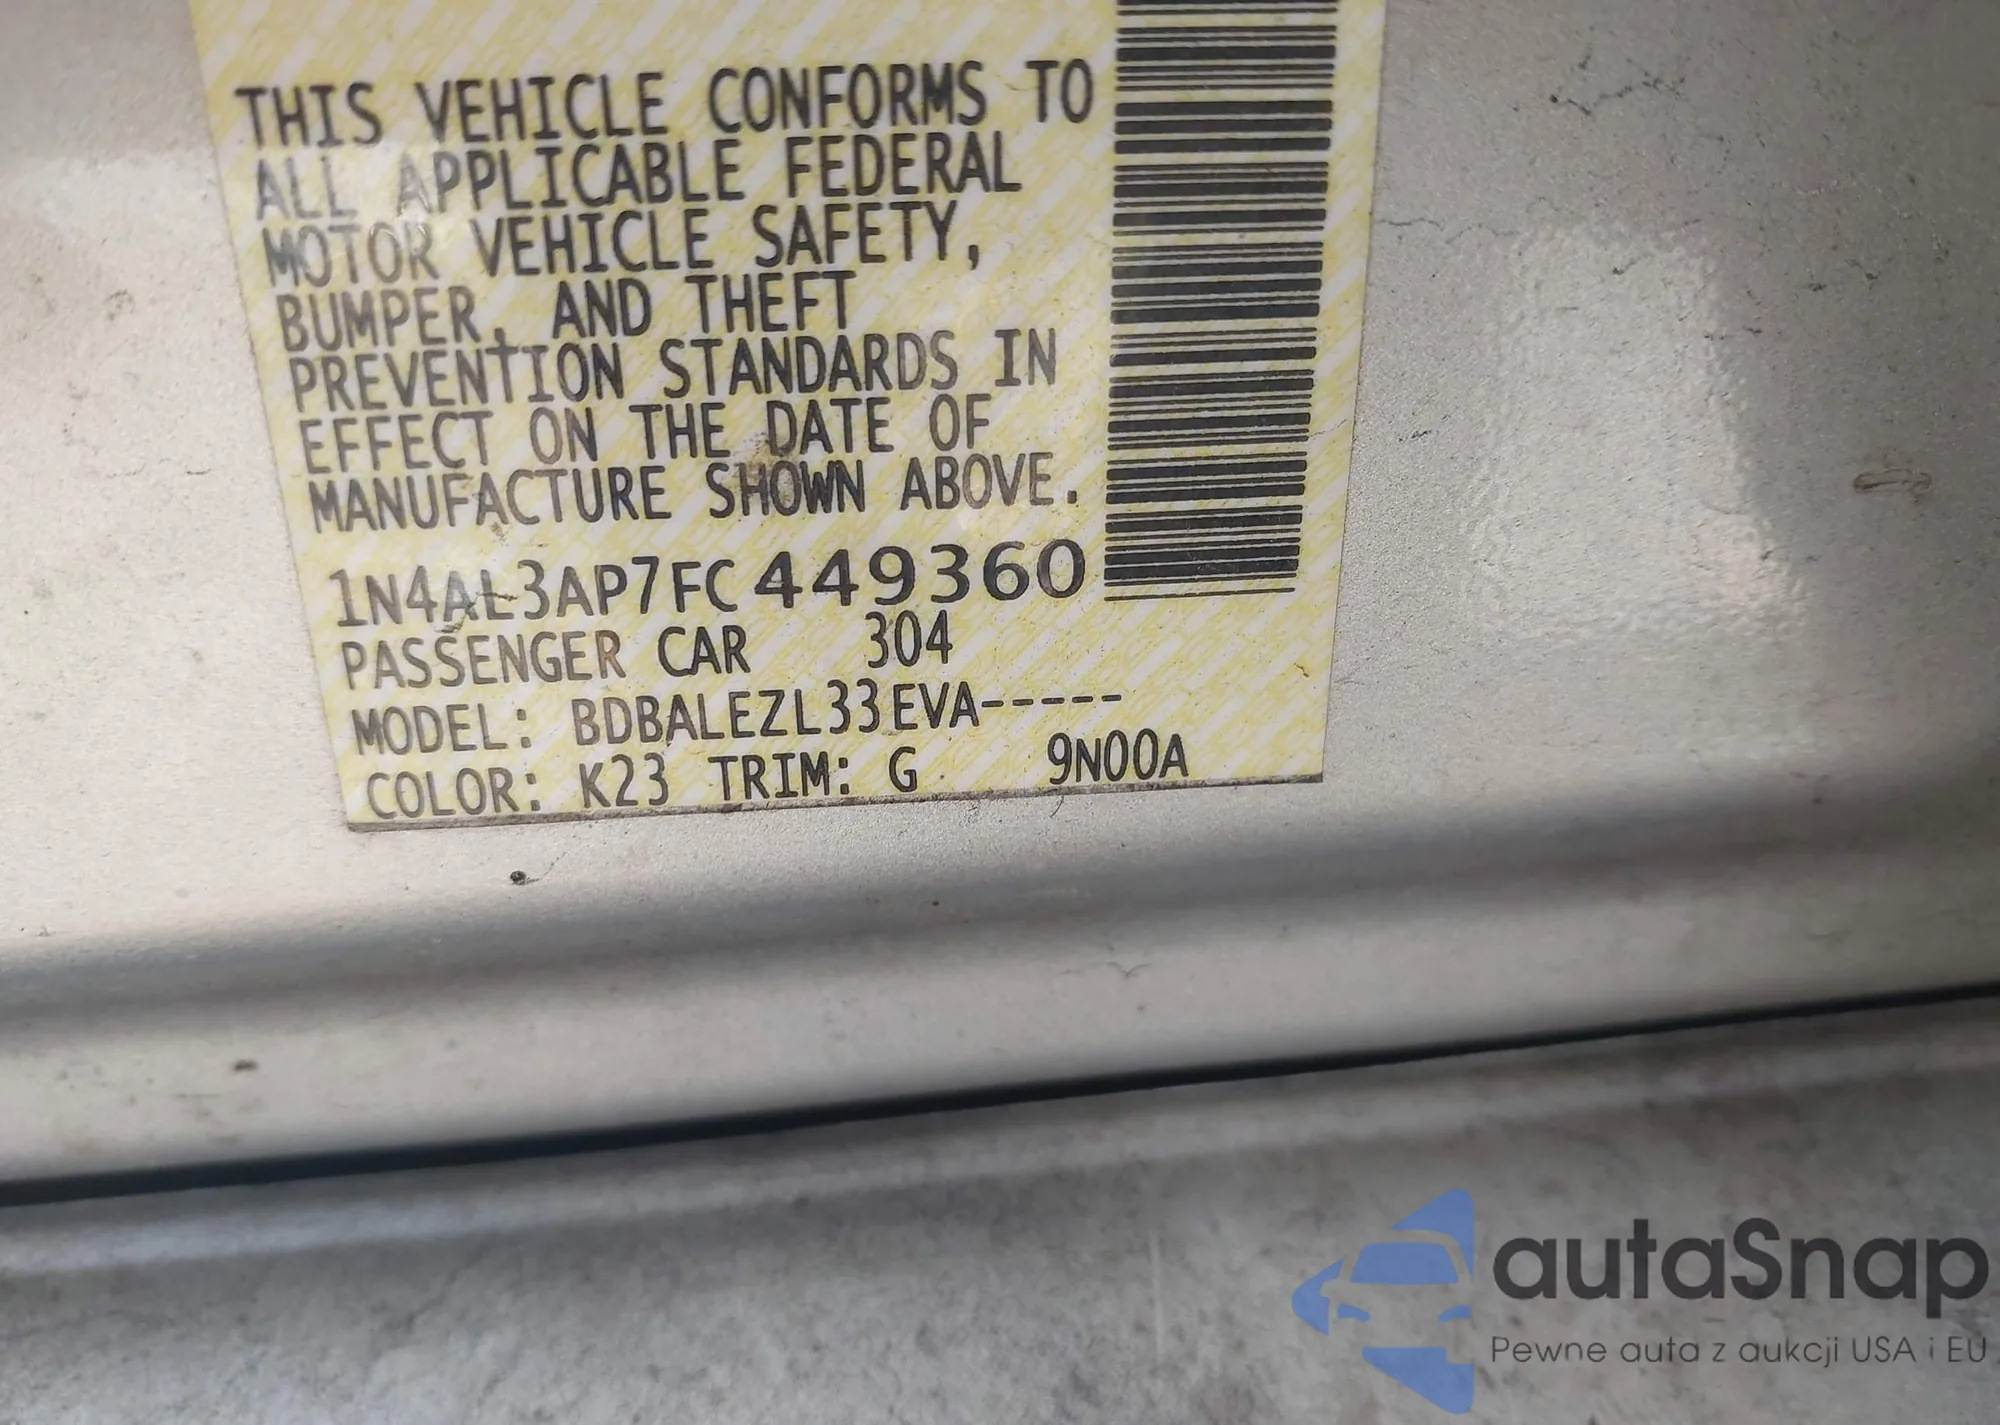 THIS VEHICLE CONFORMS TO
ALL APPLICABLE FEDERAL
MOTOR VEHICLE SAFETY,
BUMPER, AND THEFT
PREVENTION STANDARDS IN
EFFECT ON THE DATE OF
MANUFACTURE SHOWN ABOVE.
1N4AL3AP7FC449360
PASSENGER CAR 304
MODEL: BDBALEZL33EVA-----
COLOR: K23 TRIM: G 9N00A
autaSnap
Pewne auta z aukcji USA i EU